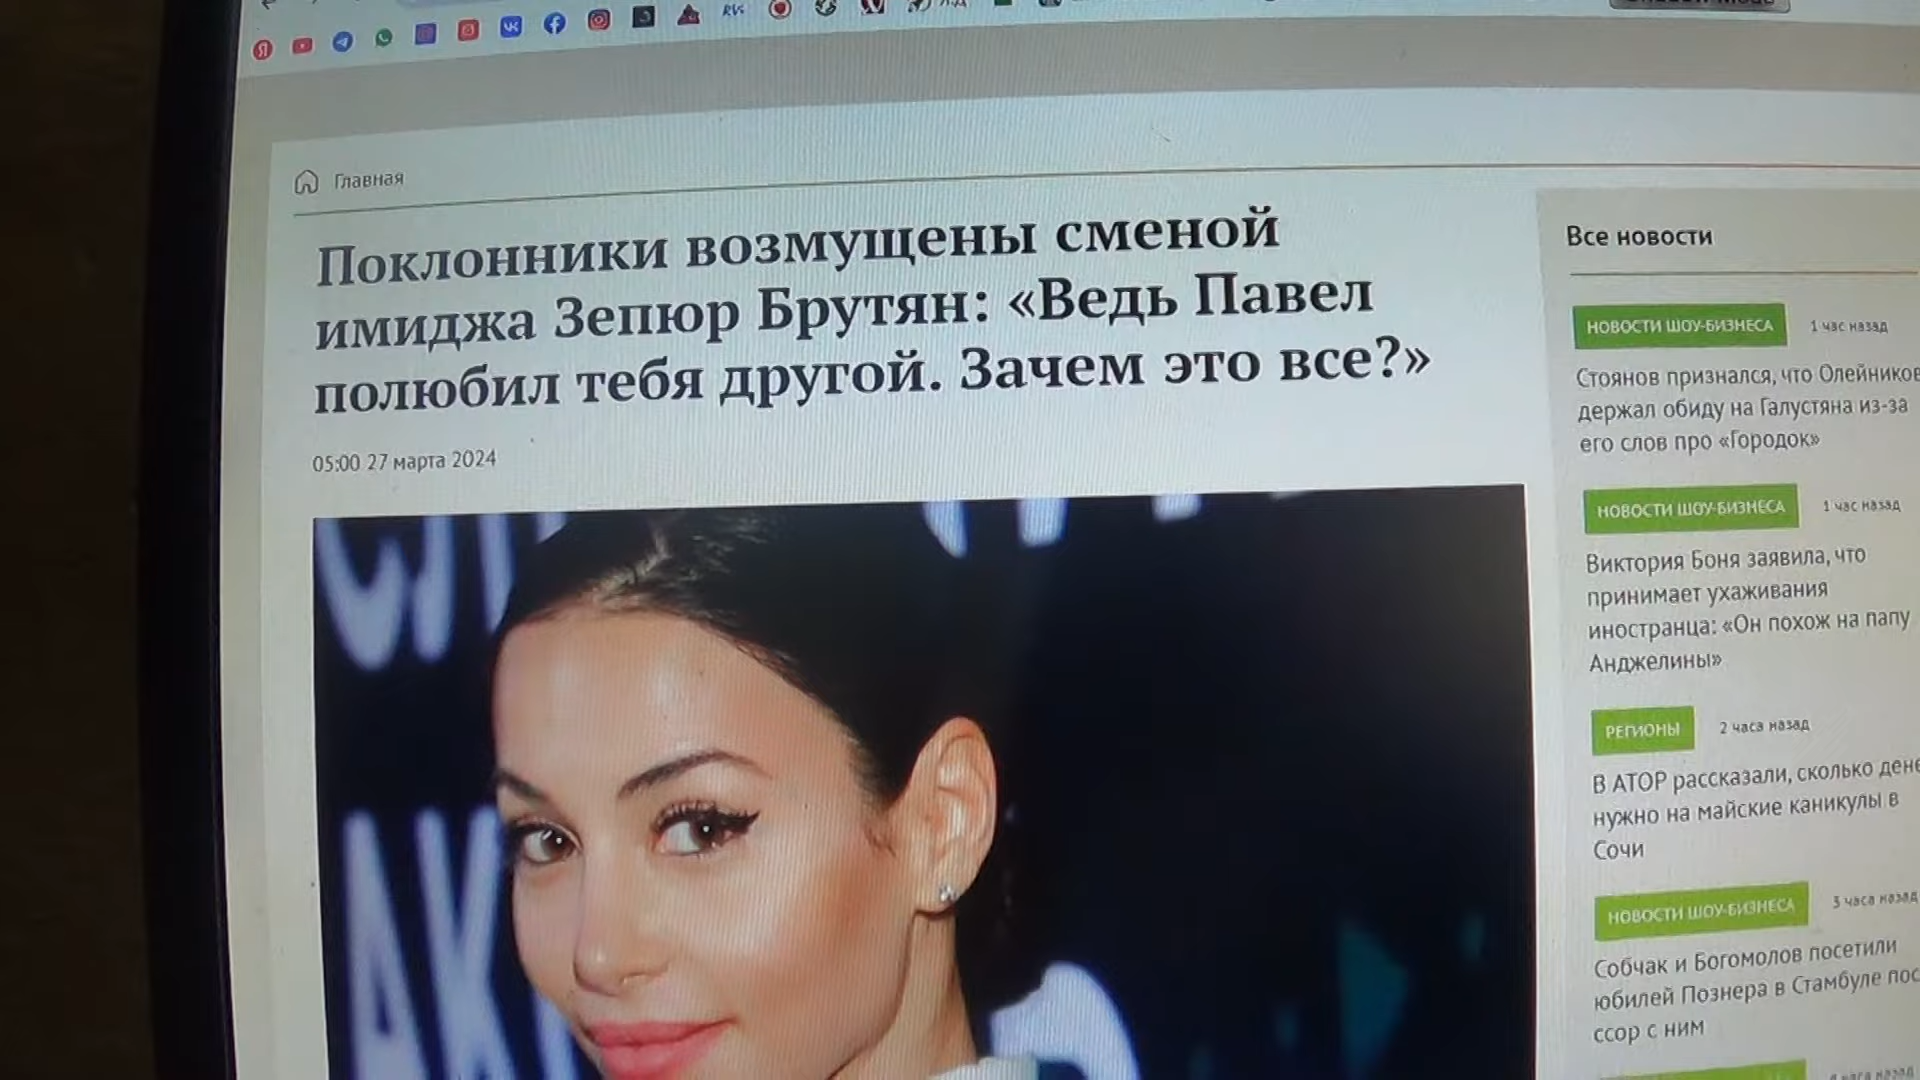 Главная
Поклонники возмущены сменой
имиджа Зепюр Брутян: «Ведь Павел
полюбил тебя другой. Зачем это все?»
05:00 27 марта 2024
АК
Все новости
НОВОСТИ ШОУ-БИЗНЕСА 1 час назад
Стоянов признался, что Олейников
держал обиду на Галустяна из-за
его слов про «Городок»
НОВОСТИ ШОУ-БИЗНЕСА 1 час назад
Виктория Боня заявила, что
принимает ухаживания
иностранца: «Он похож на папу
Анджелины»
РЕГИОНЫ 2 часа назад
В АТОР рассказали, сколько дене
нужно на майские каникулы в
Сочи
НОВОСТИ ШОУ-БИЗНЕСА 3 часа назад
Собчак и Богомолов посетили
юбилей Познера в Стамбуле пос
ссор с ним